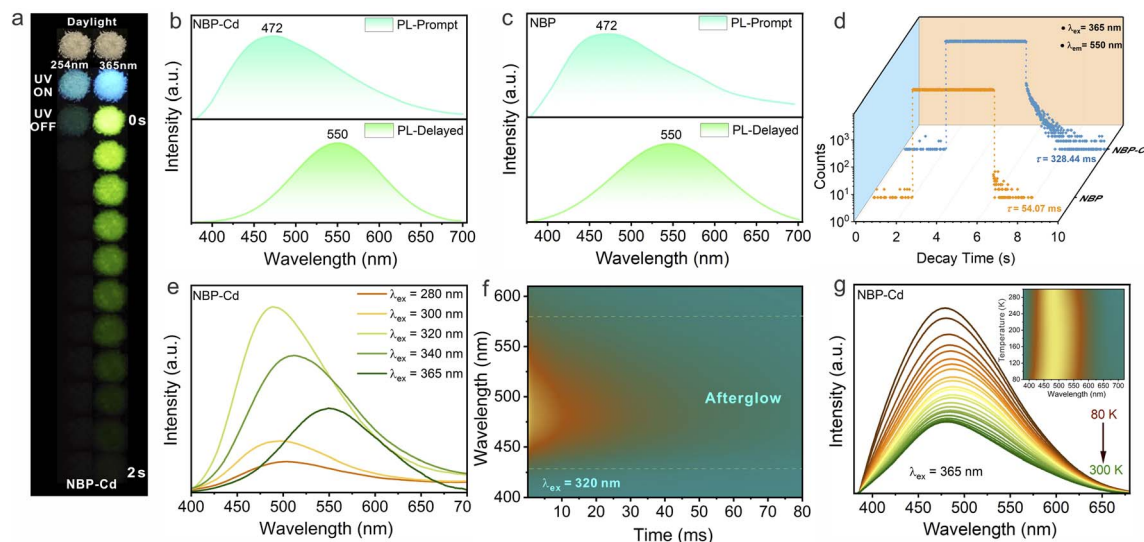 a
Daylight
254nm 365nm
UV ON
UV OFF
0s
2s
NBP-Cd
b
NBP-Cd
472
PL-Prompt
550
PL-Delayed
Intensity (a.u.)
400 450 500 550 600 650 700
Wavelength (nm)
c
NBP
472
PL-Prompt
550
PL-Delayed
Intensity (a.u.)
400 450 500 550 600 650 700
Wavelength (nm)
d
λex= 365 nm
λem= 550 nm
Counts
10³
10²
10¹
10⁰
τ = 328.44 ms
τ = 54.07 ms
NBP
0 2 4 6 8 10
Decay Time (s)
e
NBP-Cd
λex = 280 nm
λex = 300 nm
λex = 320 nm
λex = 340 nm
λex = 365 nm
Intensity (a.u.)
400 450 500 550 600 650 700
Wavelength (nm)
f
Wavelength (nm)
600
550
500
450
400
Afterglow
λex = 320 nm
10 20 30 40 50 60 70 80
Time (ms)
g
NBP-Cd
Temperature (K)
280
240
200
160
120
80
400 450 500 550 600 650 700
Wavelength (nm)
80 K
300 K
λex = 365 nm
Intensity (a.u.)
400 450 500 550 600 650
Wavelength (nm)